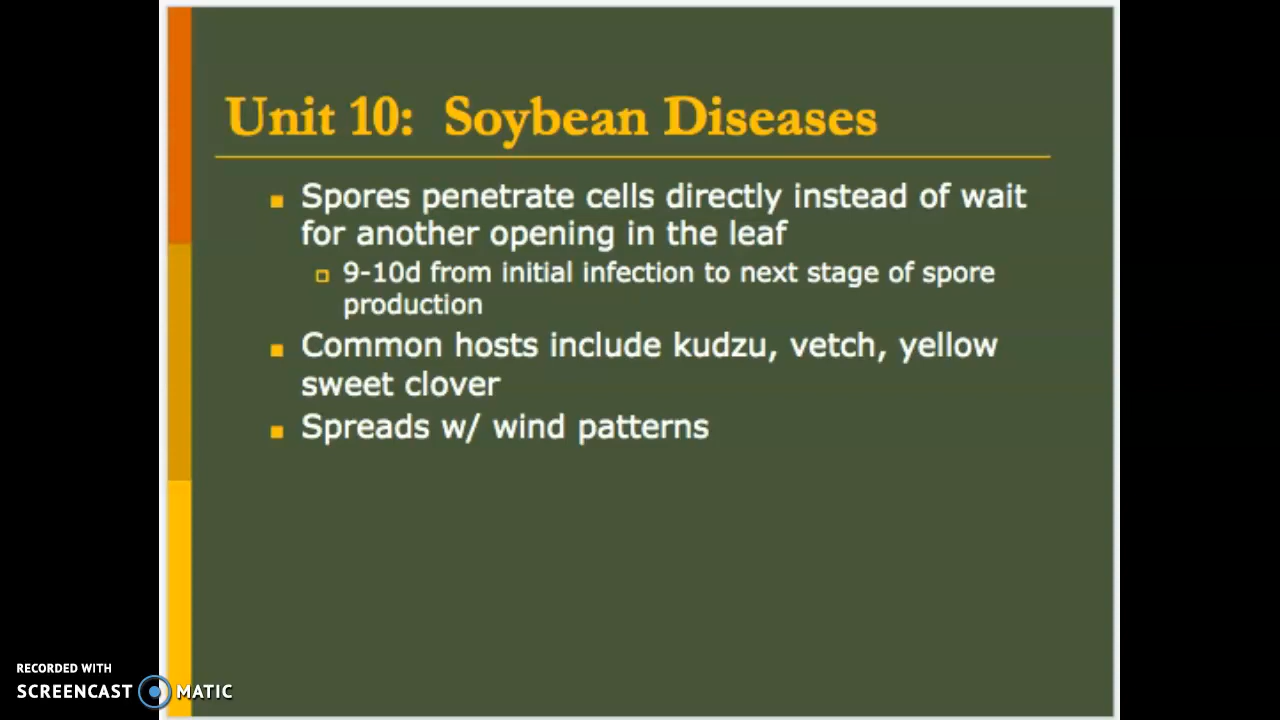 Unit 10: Soybean Diseases
Spores penetrate cells directly instead of wait
for another opening in the leaf
9-10d from initial infection to next stage of spore
production
Common hosts include kudzu, vetch, yellow
sweet clover
Spreads w/ wind patterns
RECORDED WITH
SCREENCAST MATIC